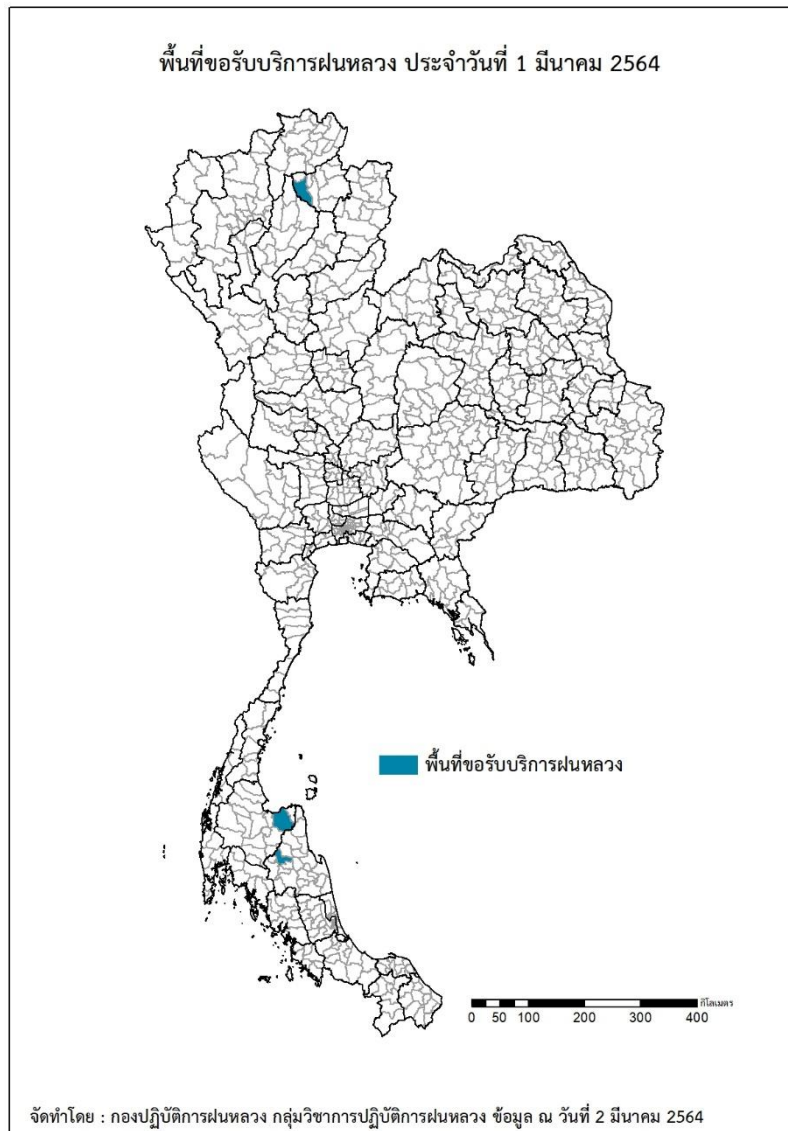 พื้นที่ขอรับบริการฝนหลวง ประจำวันที่ 1 มีนาคม 2564
พื้นที่ขอรับบริการฝนหลวง
กิโลเมตร
0 50 100 200 300 400
จัดทำโดย : กองปฏิบัติการฝนหลวง กลุ่มวิชาการปฏิบัติการฝนหลวง ข้อมูล ณ วันที่ 2 มีนาคม 2564